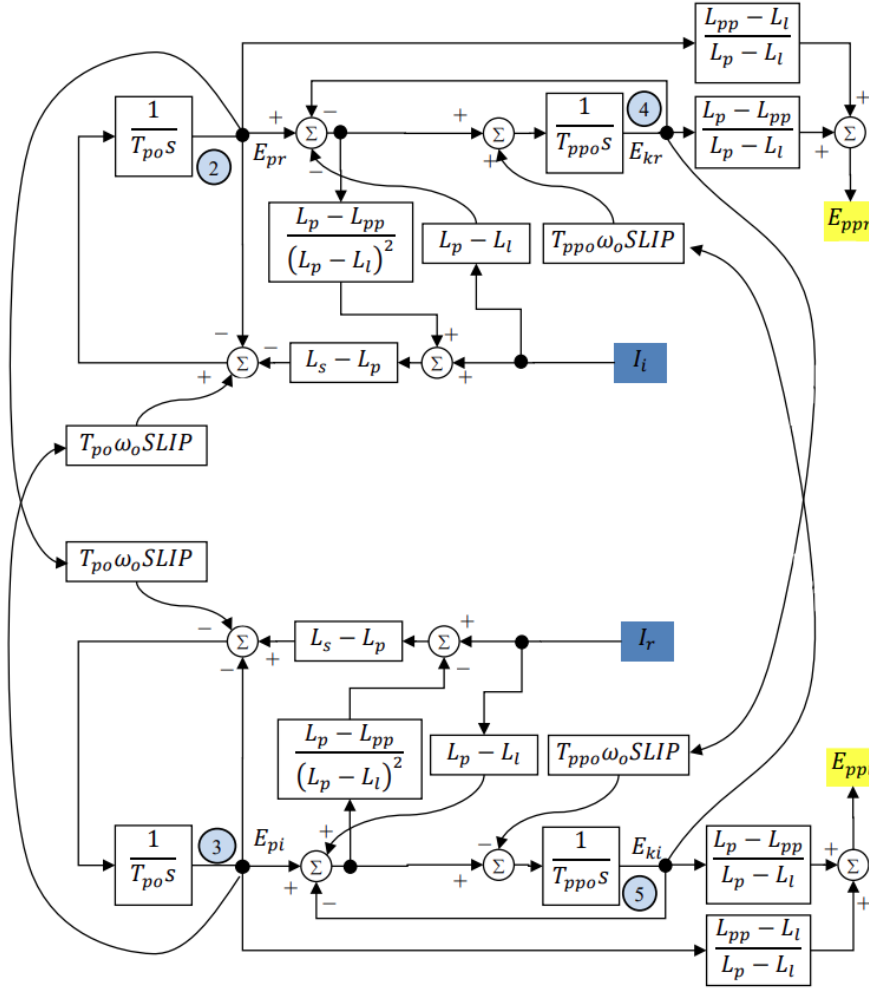 L_pp − L_l
L_p − L_l
+
1
T_po s
2
+
E_pr
−
Σ
−
+
Σ
+
1
T_ppo s
4
E_kr
L_p − L_pp
L_p − L_l
+
Σ
+
E_ppr
L_p − L_pp
(L_p − L_l)^2
L_p − L_l
T_ppo ω_o SLIP
−
Σ
−
+
L_s − L_p
+
Σ
+
I_i
T_po ω_o SLIP
T_po ω_o SLIP
−
Σ
+
−
L_s − L_p
+
Σ
−
I_r
L_p − L_pp
(L_p − L_l)^2
L_p − L_l
T_ppo ω_o SLIP
E_pp
1
T_po s
3
E_pi
+
Σ
+
−
−
Σ
+
1
T_ppo s
E_ki
5
L_p − L_pp
L_p − L_l
+
Σ
+
L_pp − L_l
L_p − L_l